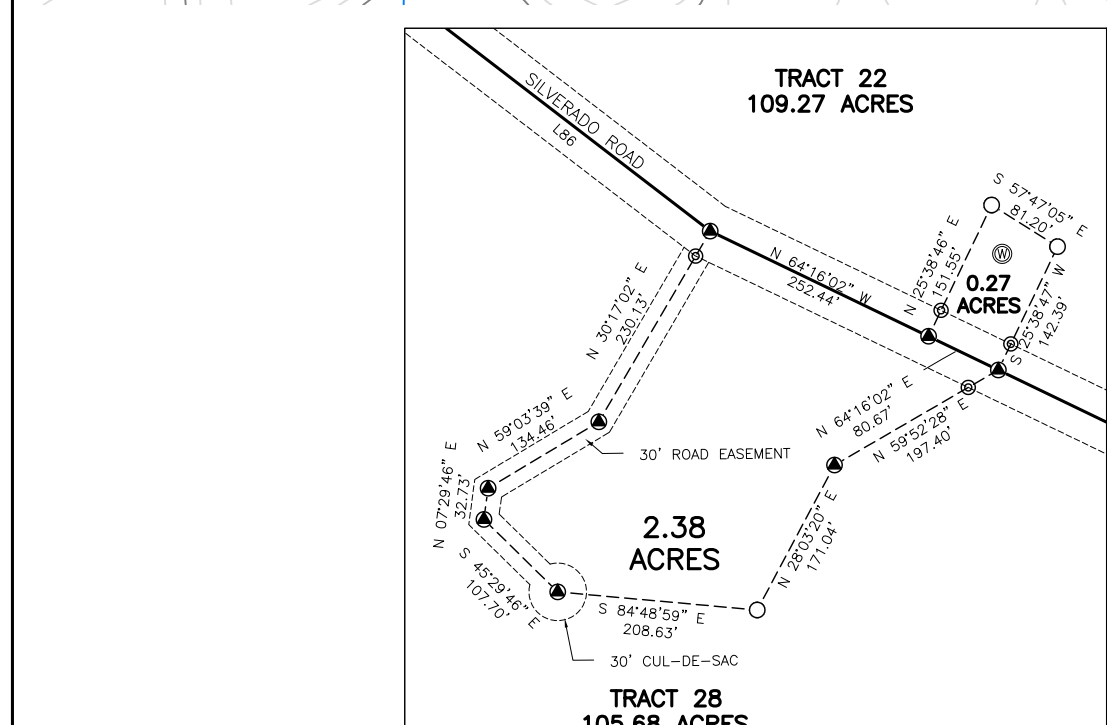 TRACT 22
109.27 ACRES
SILVERADO ROAD
L86
S 57°47'05" E
81.20'
N 25°38'46" E
151.55'
W
0.27
ACRES
S 25°38'47" W
142.39'
N 64°16'02" W
252.44'
N 30°17'02" E
230.13'
N 64°16'02" E
80.67'
N 59°52'28" E
197.40'
N 59°03'39" E
134.46'
30' ROAD EASEMENT
N 07°29'46" E
32.73'
2.38
ACRES
N 28°03'20" E
171.04'
S 45°29'46" E
107.70'
S 84°48'59" E
208.63'
30' CUL-DE-SAC
TRACT 28
105.68 ACRES